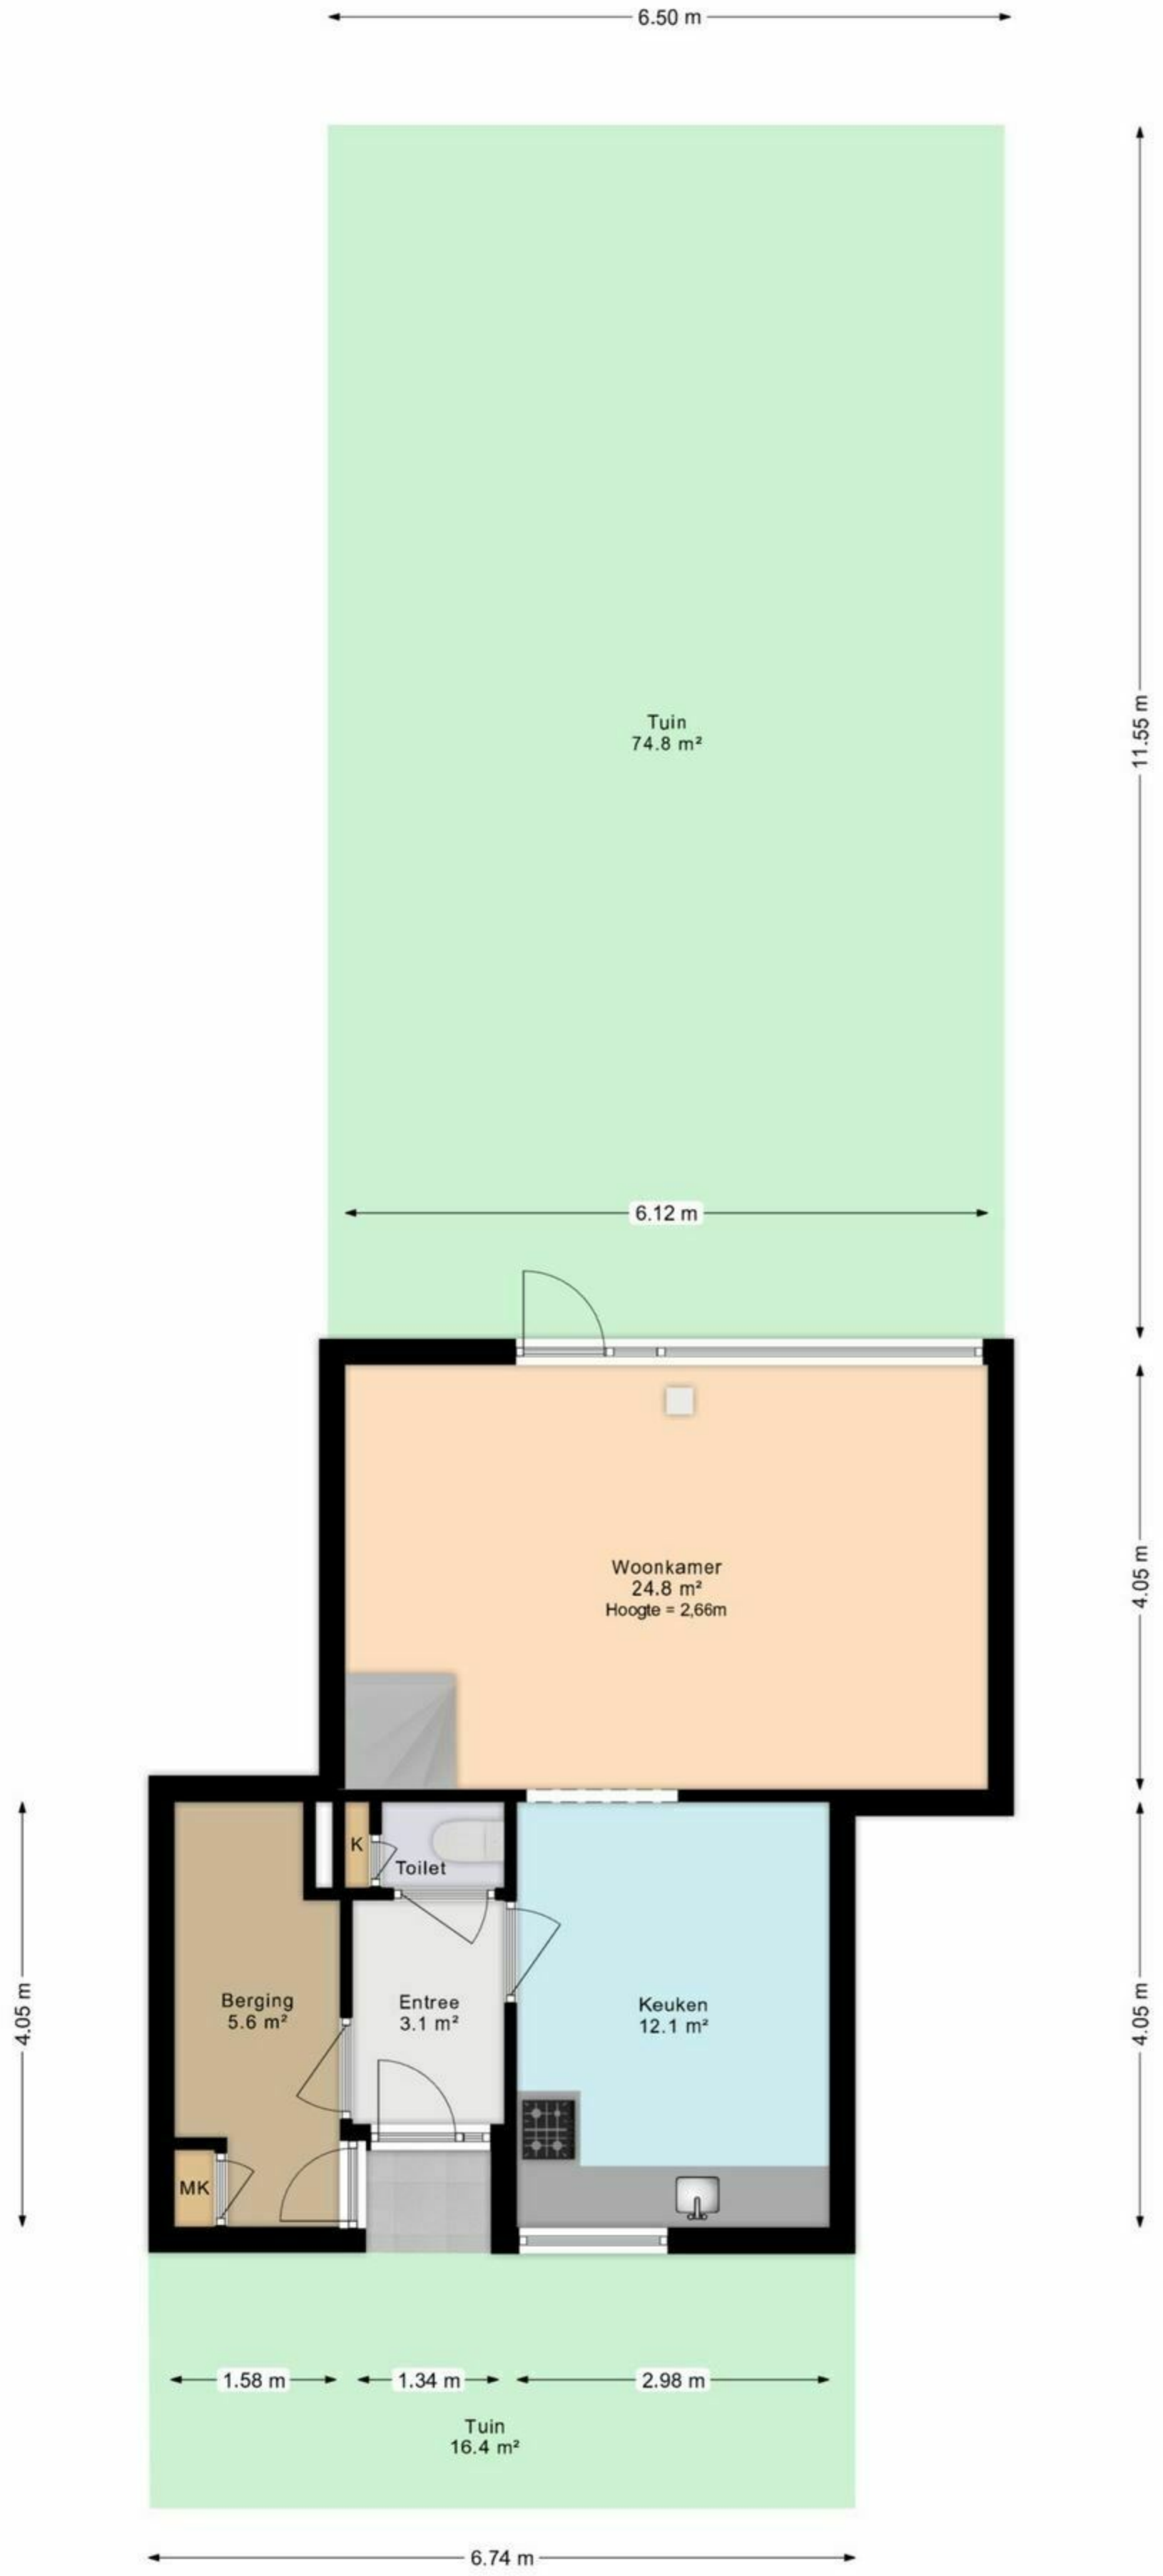 6.50 m
Tuin
74.8 m²
11.55 m
6.12 m
Woonkamer
24.8 m²
Hoogte = 2,66m
4.05 m
K
Toilet
Berging
5.6 m²
Entree
3.1 m²
Keuken
12.1 m²
4.05 m
4.05 m
MK
1.58 m
1.34 m
2.98 m
Tuin
16.4 m²
6.74 m